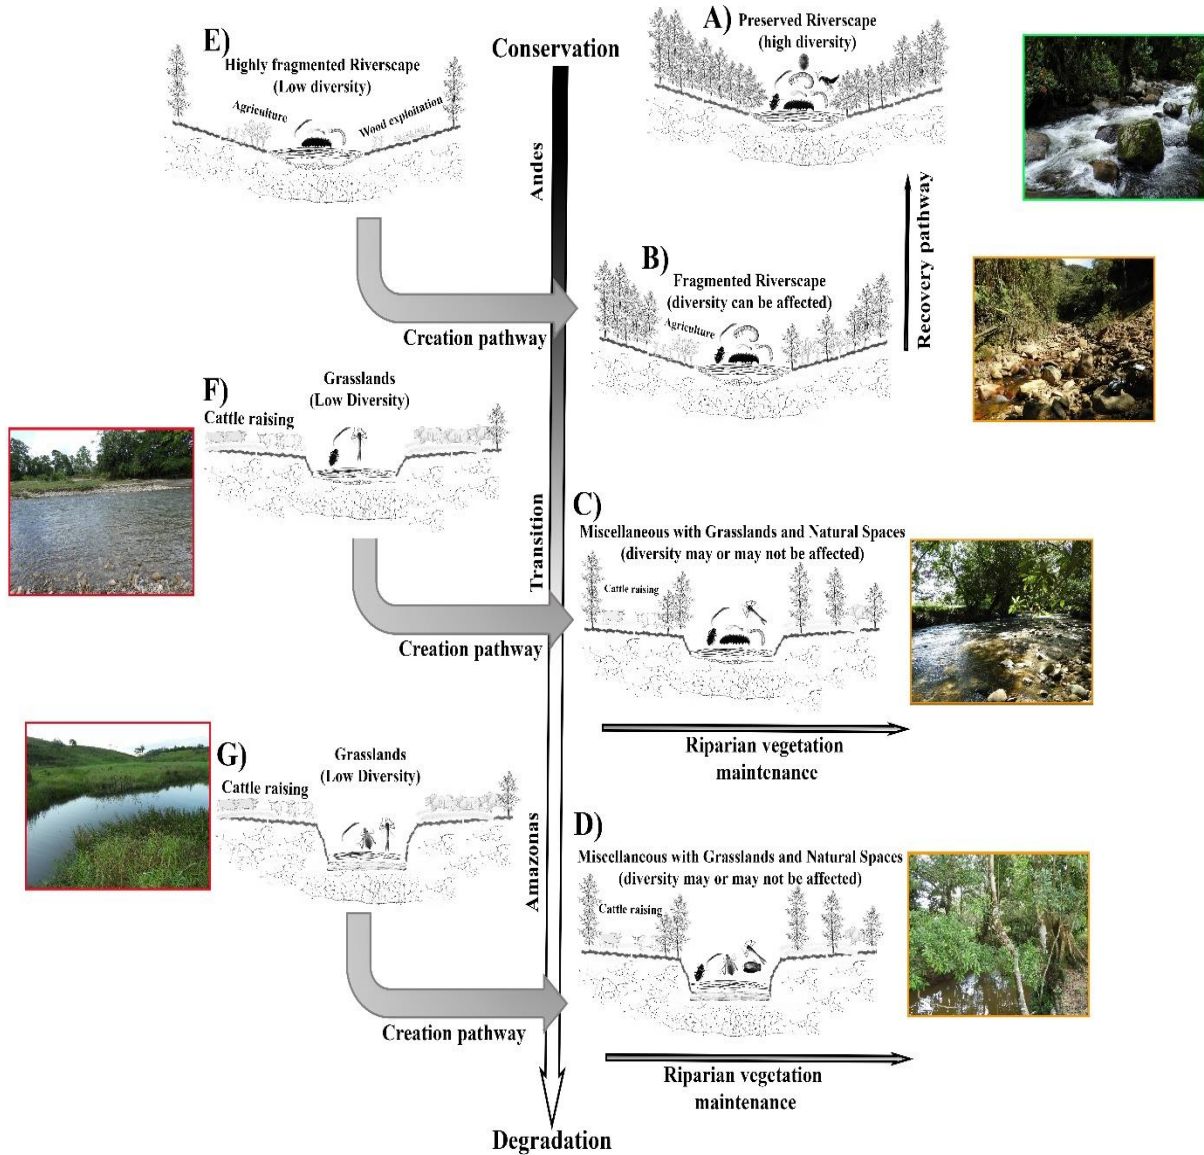 E)
Highly fragmented Riverscape
(Low diversity)
Agriculture
Wood exploitation
Conservation
A)
Preserved Riverscape
(high diversity)
Andes
Recovery pathway
B)
Fragmented Riverscape
(diversity can be affected)
Agriculture
Creation pathway
F)
Grasslands
(Low Diversity)
Cattle raising
Transition
C)
Miscellaneous with Grasslands and Natural Spaces
(diversity may or may not be affected)
Cattle raising
Creation pathway
Riparian vegetation
maintenance
G)
Grasslands
(Low Diversity)
Cattle raising
Amazonas
D)
Miscellaneous with Grasslands and Natural Spaces
(diversity may or may not be affected)
Cattle raising
Creation pathway
Riparian vegetation
maintenance
Degradation